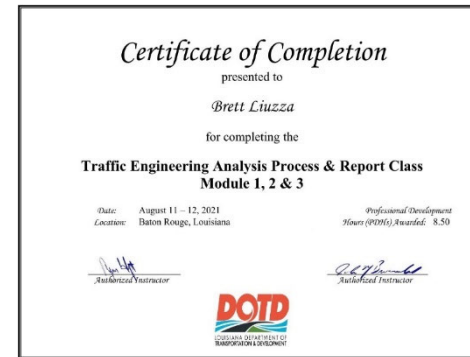 Certificate of Completion
presented to
Brett Liuzza
for completing the
Traffic Engineering Analysis Process & Report Class
Module 1, 2 & 3
Date: August 11 – 12, 2021
Location: Baton Rouge, Louisiana
Professional Development
Hours (PDHs) Awarded: 8.50
Authorized Instructor
Authorized Instructor
DOTD
LOUISIANA DEPARTMENT OF
TRANSPORTATION & DEVELOPMENT